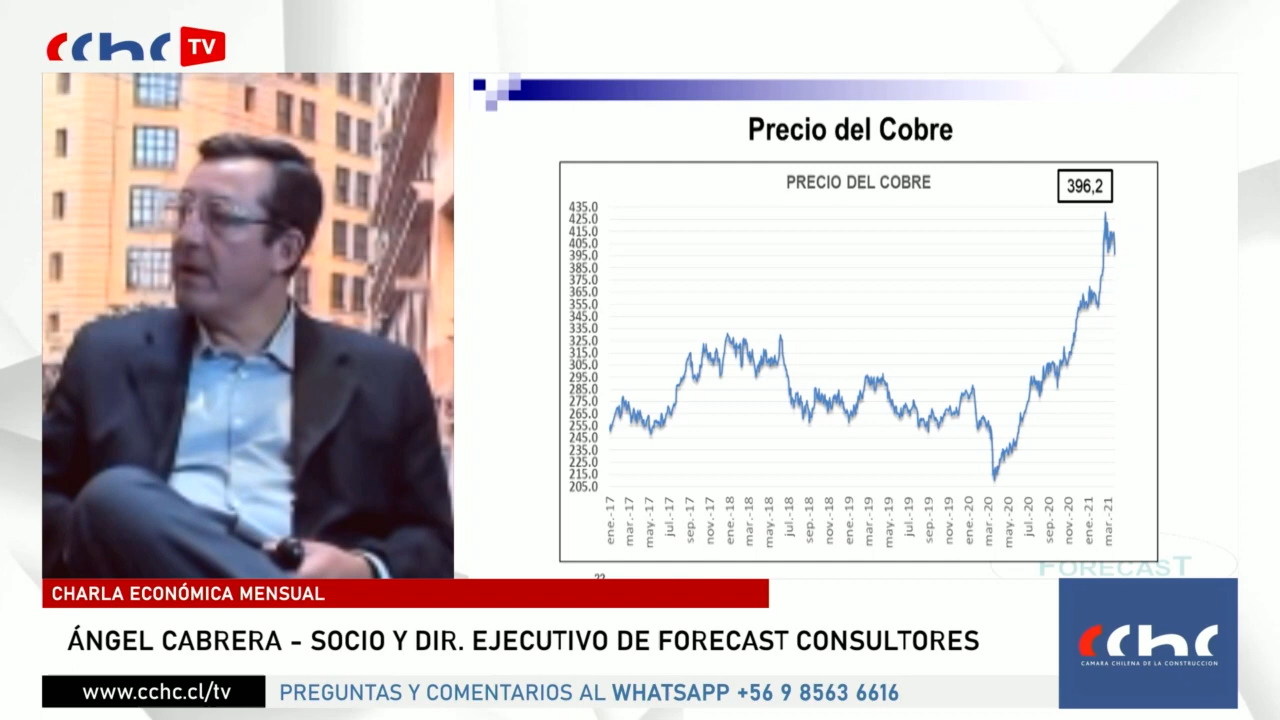 cchc TV
Precio del Cobre
PRECIO DEL COBRE
396,2
435.0
425.0
415.0
405.0
395.0
385.0
375.0
365.0
355.0
345.0
335.0
325.0
315.0
305.0
295.0
285.0
275.0
265.0
255.0
245.0
235.0
225.0
215.0
205.0
ene.-17
mar.-17
may.-17
jul.-17
sep.-17
nov.-17
ene.-18
mar.-18
may.-18
jul.-18
sep.-18
nov.-18
ene.-19
mar.-19
may.-19
jul.-19
sep.-19
nov.-19
ene.-20
mar.-20
may.-20
jul.-20
sep.-20
nov.-20
ene.-21
mar.-21
FORECAST
CHARLA ECONÓMICA MENSUAL
ÁNGEL CABRERA - SOCIO Y DIR. EJECUTIVO DE FORECAST CONSULTORES
cchc
CAMARA CHILENA DE LA CONSTRUCCION
www.cchc.cl/tv
PREGUNTAS Y COMENTARIOS AL WHATSAPP +56 9 8563 6616